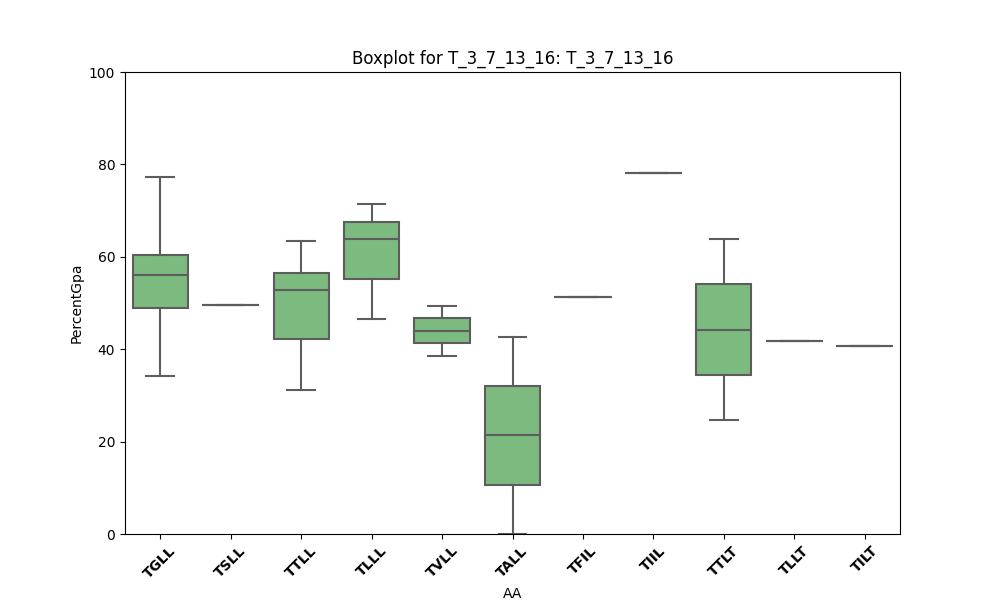 Boxplot for T_3_7_13_16: T_3_7_13_16
100
80
60
40
20
0
PercentGpa
TGLL TSLL TTLL TLLL TVLL TALL TFIL TIIL TTLT TLLT TILT
AA